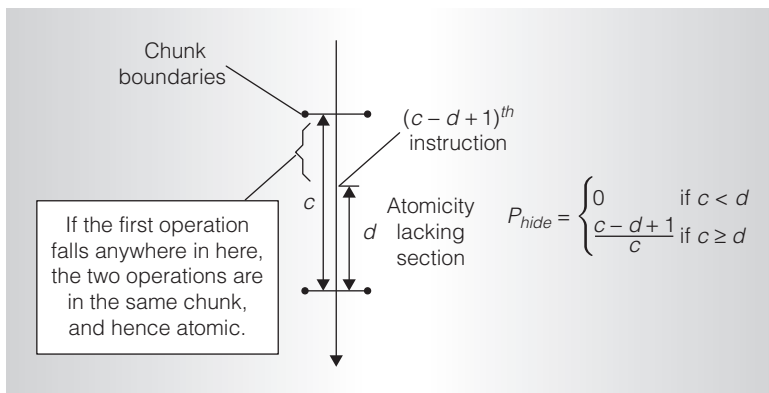 Chunk
boundaries
(c – d + 1)th
instruction
c
If the first operation
falls anywhere in here,
the two operations are
in the same chunk,
and hence atomic.
d
Atomicity
lacking
section
Phide = { 0 if c < d
c – d + 1 / c if c ≥ d